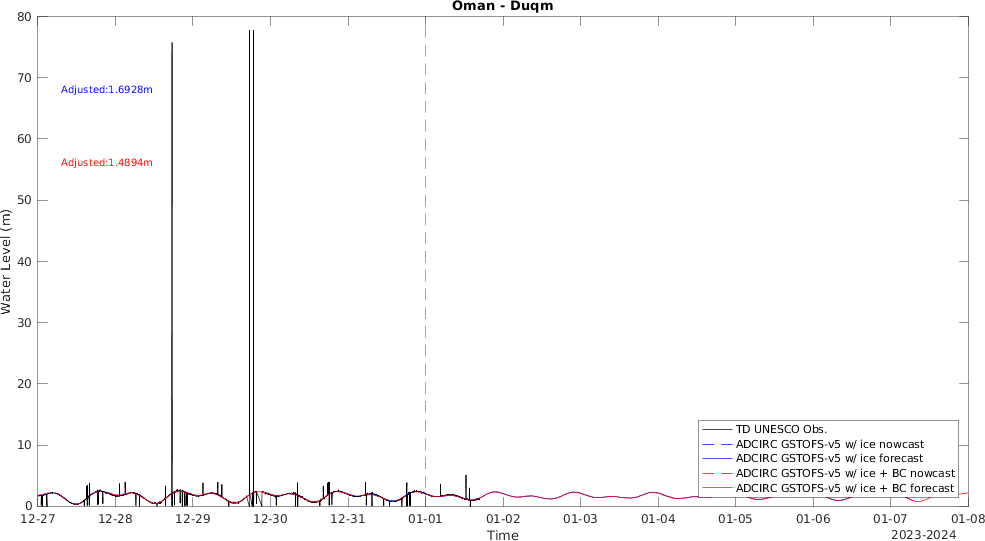 Oman - Duqm
Water Level (m)
80
70
60
50
40
30
20
10
0
Adjusted:1.6928m
Adjusted:1.4894m
TD UNESCO Obs.
ADCIRC GSTOFS-v5 w/ ice nowcast
ADCIRC GSTOFS-v5 w/ ice forecast
ADCIRC GSTOFS-v5 w/ ice + BC nowcast
ADCIRC GSTOFS-v5 w/ ice + BC forecast
12-27 12-28 12-29 12-30 12-31 01-01 01-02 01-03 01-04 01-05 01-06 01-07 01-08
Time
2023-2024